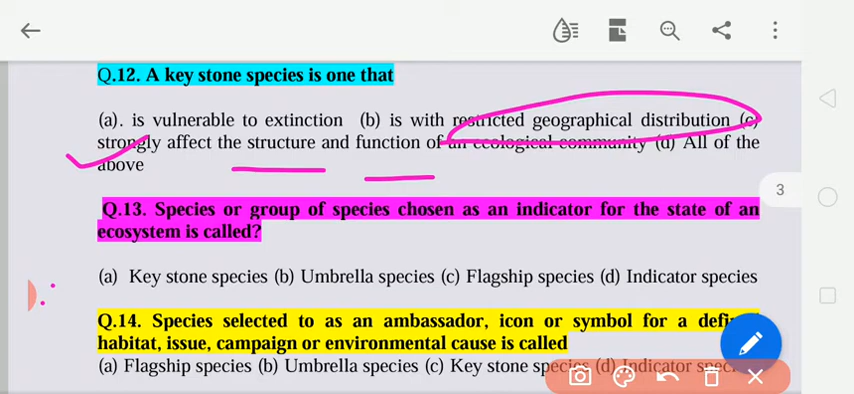 Q.12. A key stone species is one that
(a). is vulnerable to extinction (b) is with restricted geographical distribution (c)
strongly affect the structure and function of an ecological community (d) All of the
above
3
Q.13. Species or group of species chosen as an indicator for the state of an
ecosystem is called?
(a) Key stone species (b) Umbrella species (c) Flagship species (d) Indicator species
Q.14. Species selected to as an ambassador, icon or symbol for a
habitat, issue, campaign or environmental cause is called
(a) Flagship species (b) Umbrella species (c) Key stone species (d) Indicator